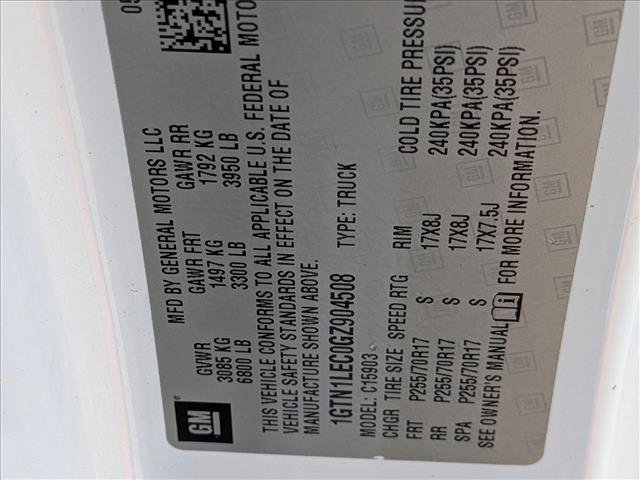 05
MFD BY GENERAL MOTORS LLC
GVWR GAWR FRT GAWR RR
3085 KG 1497 KG 1792 KG
6800 LB 3300 LB 3950 LB
THIS VEHICLE CONFORMS TO ALL APPLICABLE U.S. FEDERAL MOTO
VEHICLE SAFETY STANDARDS IN EFFECT ON THE DATE OF
MANUFACTURE SHOWN ABOVE.
1GTN1LEC0GZ904508 TYPE: TRUCK
MODEL: C15903
CHGR TIRE SIZE SPEED RTG RIM COLD TIRE PRESSUR
FRT P255/70R17 S 17X8J 240KPA(35PSI)
RR P255/70R17 S 17X8J 240KPA(35PSI)
SPA P255/70R17 S 17X7.5J 240KPA(35PSI)
SEE OWNER'S MANUAL FOR MORE INFORMATION.
GM